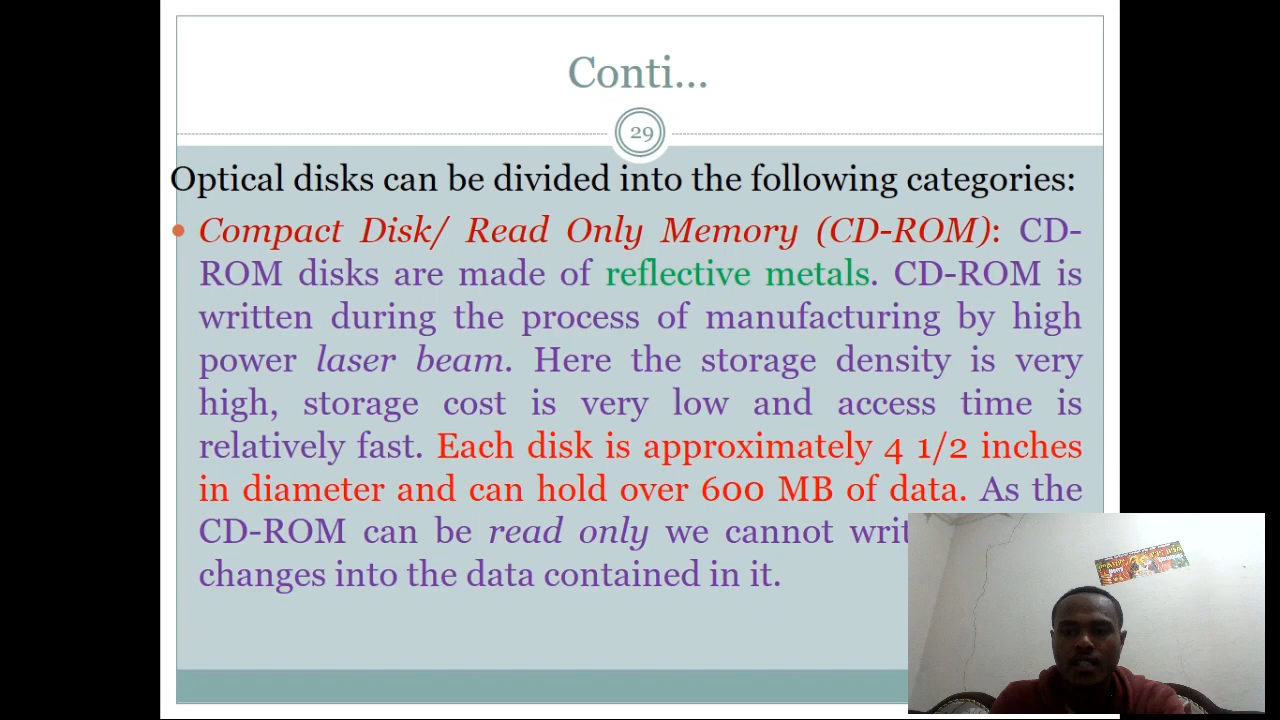 Conti...
29
Optical disks can be divided into the following categories:
• Compact Disk/ Read Only Memory (CD-ROM): CD-
ROM disks are made of reflective metals. CD-ROM is
written during the process of manufacturing by high
power laser beam. Here the storage density is very
high, storage cost is very low and access time is
relatively fast. Each disk is approximately 4 1/2 inches
in diameter and can hold over 600 MB of data. As the
CD-ROM can be read only we cannot
changes into the data contained in it.